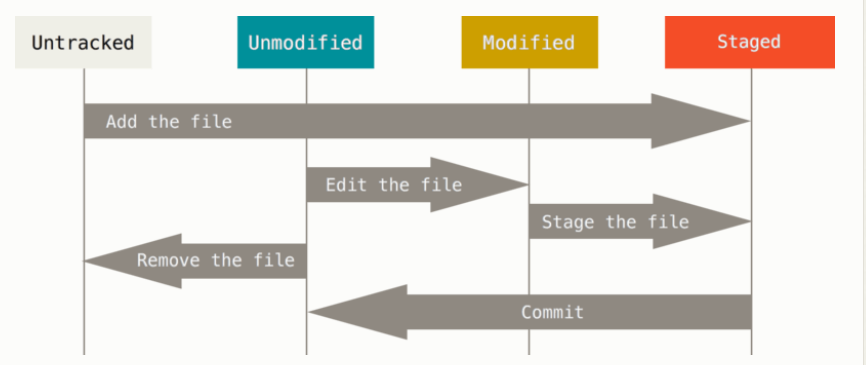 Untracked
Unmodified
Modified
Staged
Add the file
Edit the file
Stage the file
Remove the file
Commit